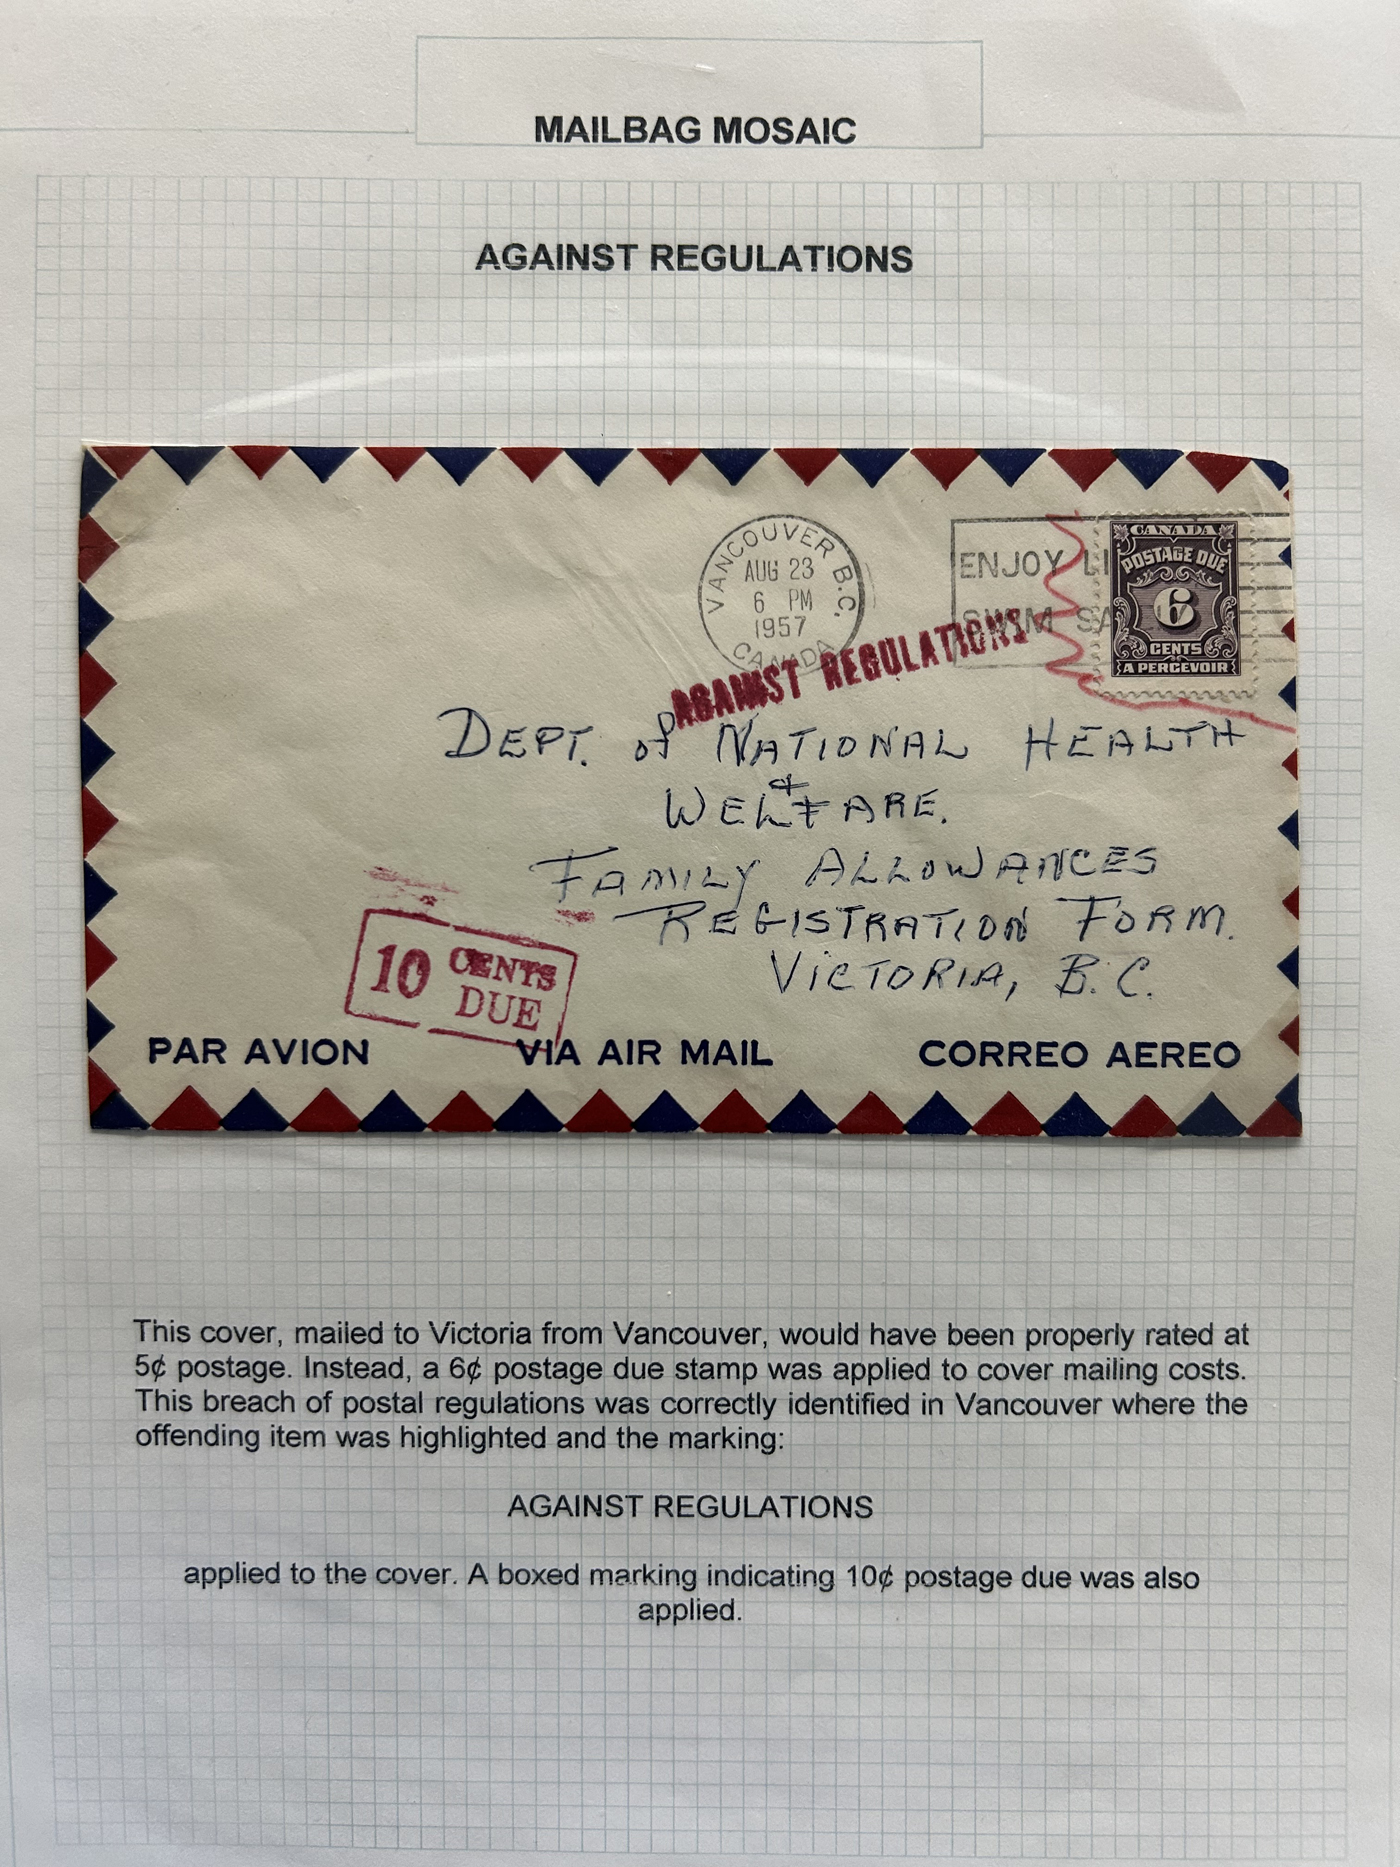 MAILBAG MOSAIC
AGAINST REGULATIONS
VANCOUVER B.C.
AUG 23
6 PM
1957
CANADA
ENJOY LI
SWIM SA
CANADA
POSTAGE DUE
6
CENTS
A PERCEVOIR
AGAINST REGULATIONS
DEPT. of NATIONAL HEALTH
&
WELFARE.
FAMILY ALLOWANCES
REGISTRATION FORM.
VICTORIA, B.C.
10 CENTS
DUE
PAR AVION VIA AIR MAIL CORREO AEREO
This cover, mailed to Victoria from Vancouver, would have been properly rated at
5¢ postage. Instead, a 6¢ postage due stamp was applied to cover mailing costs.
This breach of postal regulations was correctly identified in Vancouver where the
offending item was highlighted and the marking:
AGAINST REGULATIONS
applied to the cover. A boxed marking indicating 10¢ postage due was also
applied.